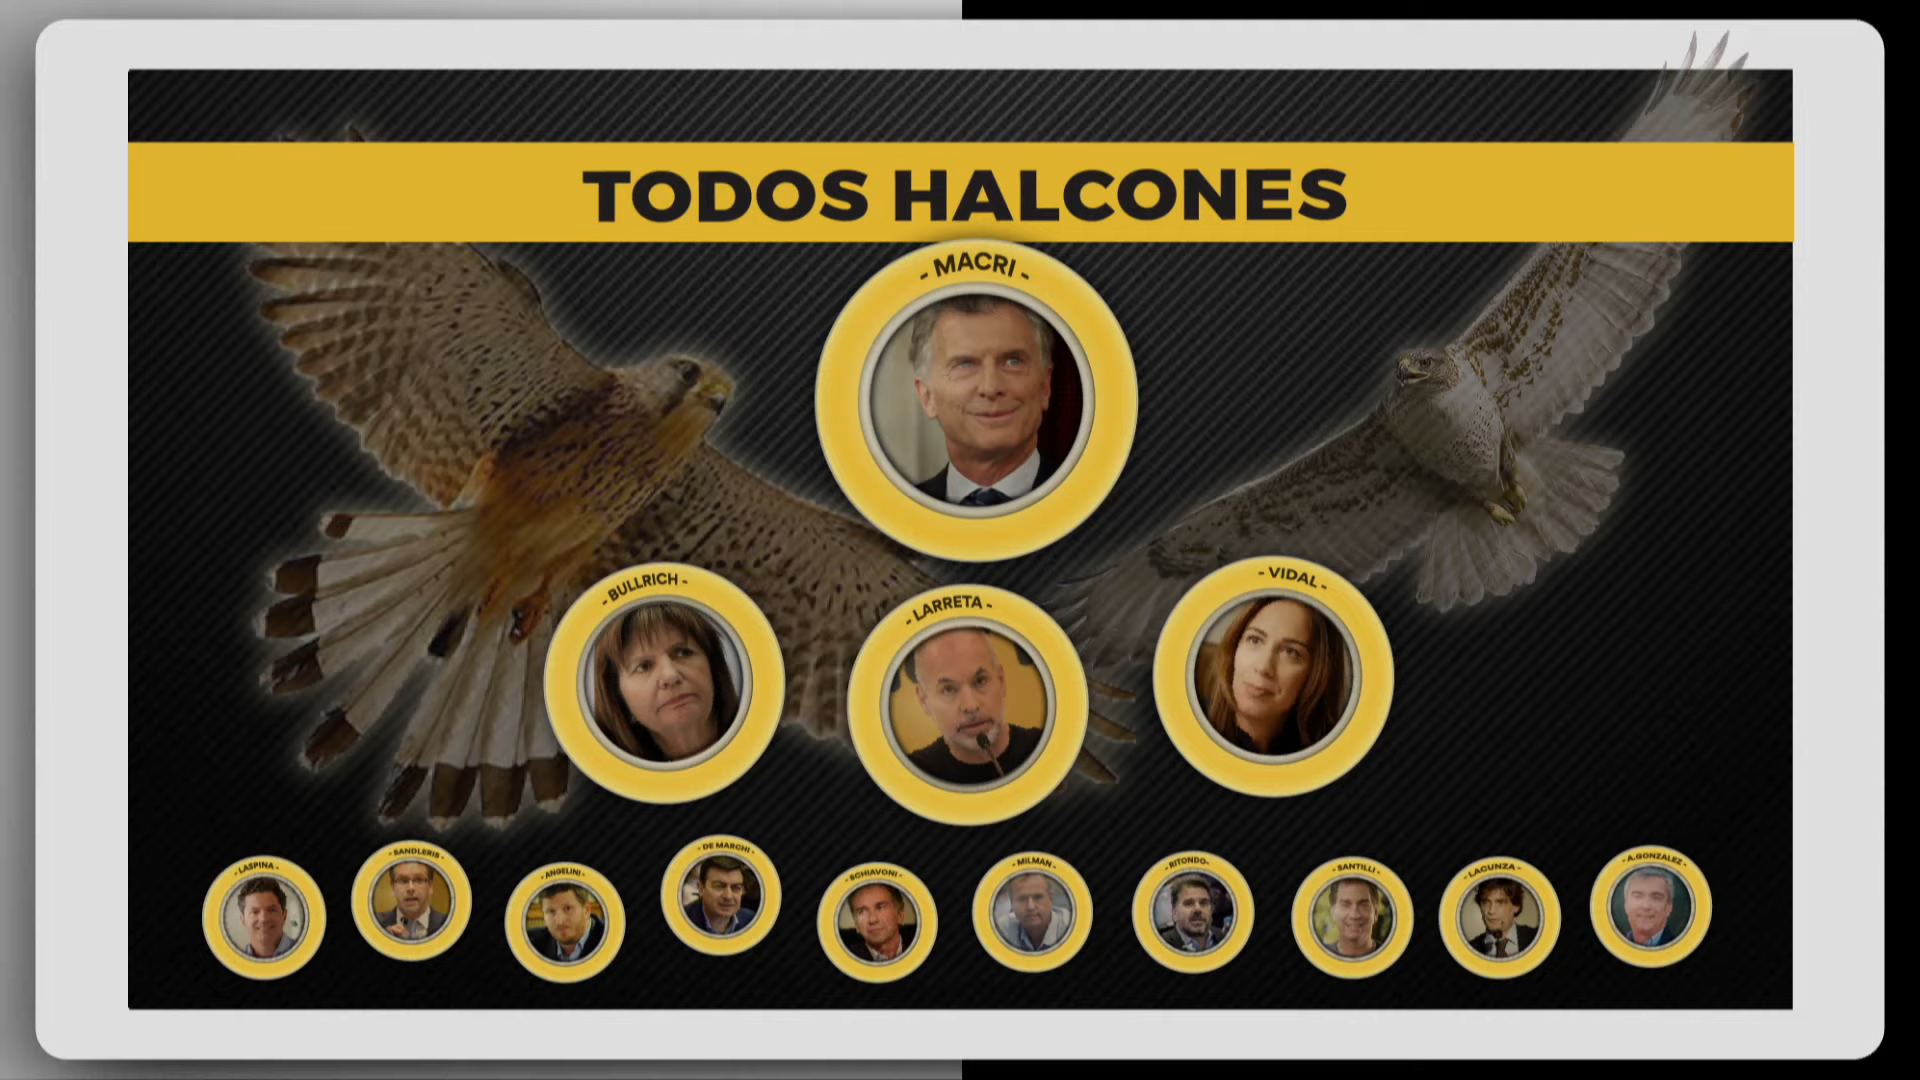 TODOS HALCONES
- MACRI -
- BULLRICH -
- LARRETA -
- VIDAL -
- LASPINA -
- SANDLERIS -
- ANGELINI -
- DE MARCHI -
- SCHIAVONI -
- MILMAN -
- RITONDO-
- SANTILLI -
- LACUNZA -
- A.GONZALEZ -